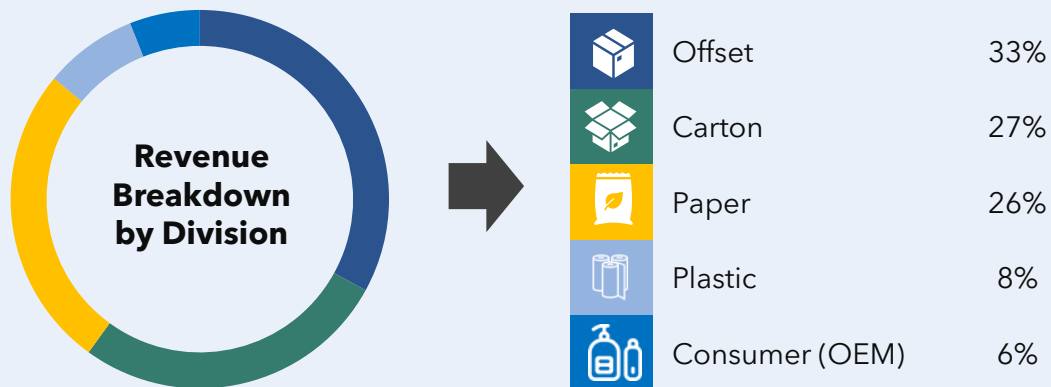 Revenue
Breakdown
by Division
Offset 33%
Carton 27%
Paper 26%
Plastic 8%
Consumer (OEM) 6%